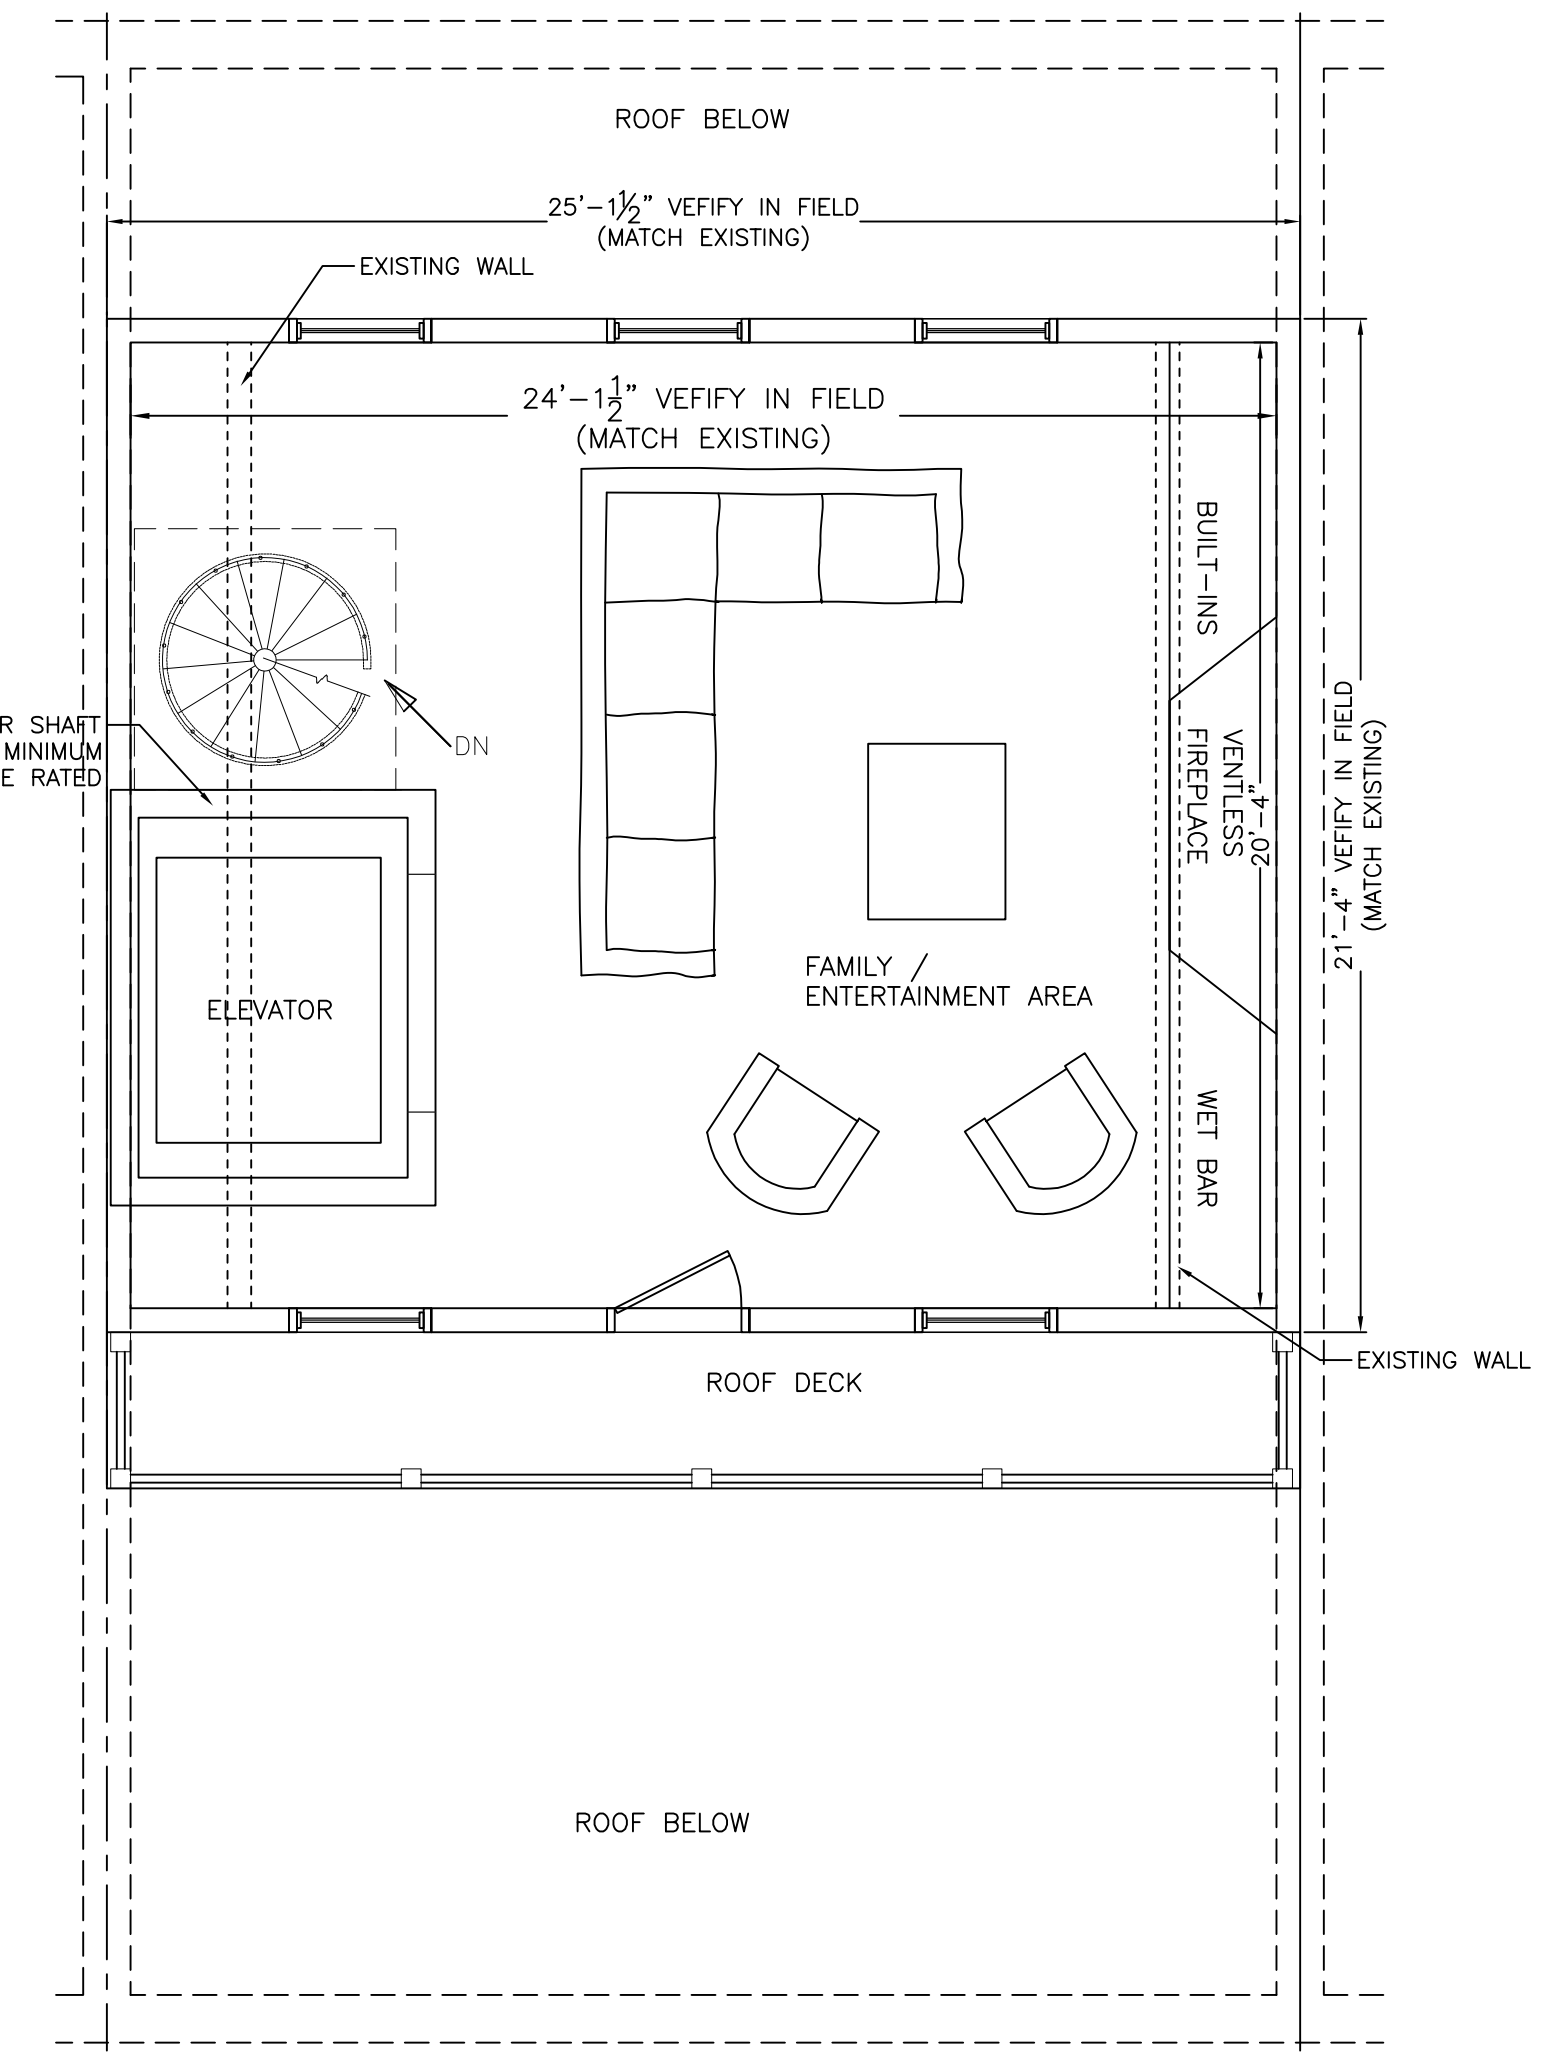 ROOF BELOW
25'-1½" VEFIFY IN FIELD
(MATCH EXISTING)
EXISTING WALL
24'-1½" VEFIFY IN FIELD
(MATCH EXISTING)
BUILT-INS
R SHAFT
MINIMUM
E RATED
DN
VENTLESS
FIREPLACE
20'-4"
21'-4" VEFIFY IN FIELD
(MATCH EXISTING)
FAMILY /
ENTERTAINMENT AREA
ELEVATOR
WET BAR
EXISTING WALL
ROOF DECK
ROOF BELOW